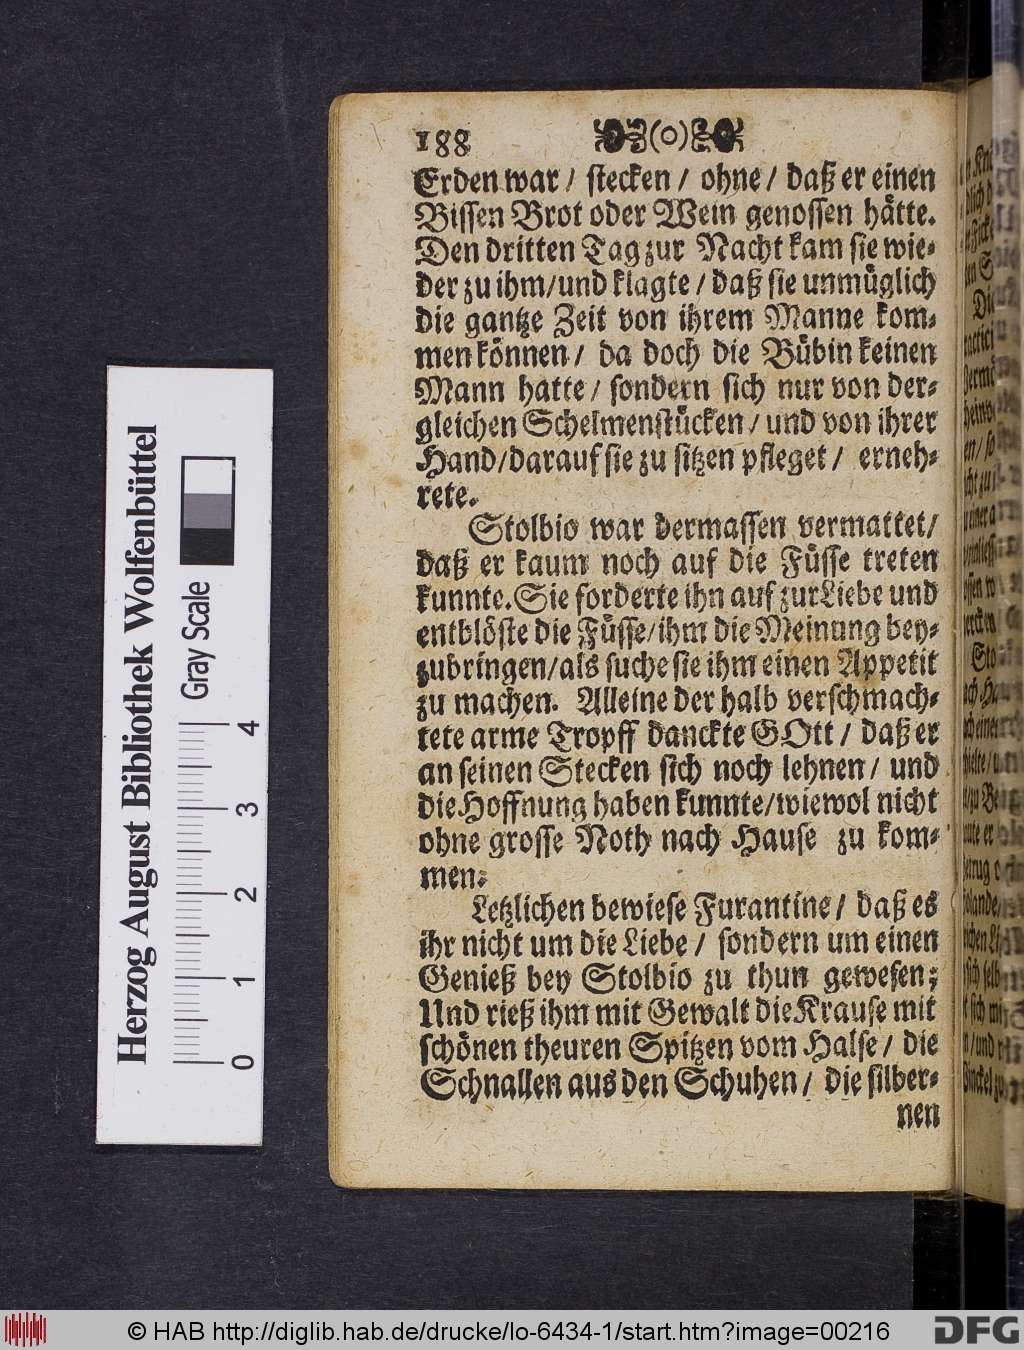 188 (o)
Erden war / stecken / ohne / daß er einen
Bissen Brot oder Wein genossen hätte.
Den dritten Tag zur Nacht kam sie wie-
der zu ihm/und klagte / daß sie unmüglich
die gantze Zeit von ihrem Manne kom-
men können / da doch die Bübin keinen
Mann hatte / sondern sich nur von der-
gleichen Schelmenstücken / und von ihrer
Hand/darauf sie zu sitzen pfleget / erneh-
rete.
Stolbio war dermassen vermattet/
daß er kaum noch auf die Füsse treten
kunnte. Sie forderte ihn auf zur Liebe und
entblöste die Füsse/ihm die Meinung bey-
zubringen/als suche sie ihm einen Appetit
zu machen. Alleine der halb verschmach-
tete arme Tropff danckte GOtt / daß er
an seinen Stecken sich noch lehnen / und
die Hoffnung haben kunnte/wiewol nicht
ohne grosse Noth nach Hause zu kom-
men.
Letzlichen bewiese Furantine / daß es
ihr nicht um die Liebe / sondern um einen
Genieß bey Stolbio zu thun gewesen;
Und rieß ihm mit Gewalt die Krause mit
schönen theuren Spitzen vom Halse / die
Schnallen aus den Schuhen / die silber-
nen
Herzog August Bibliothek Wolfenbüttel
Gray Scale
0 1 2 3 4
© HAB http://diglib.hab.de/drucke/lo-6434-1/start.htm?image=00216
DFG